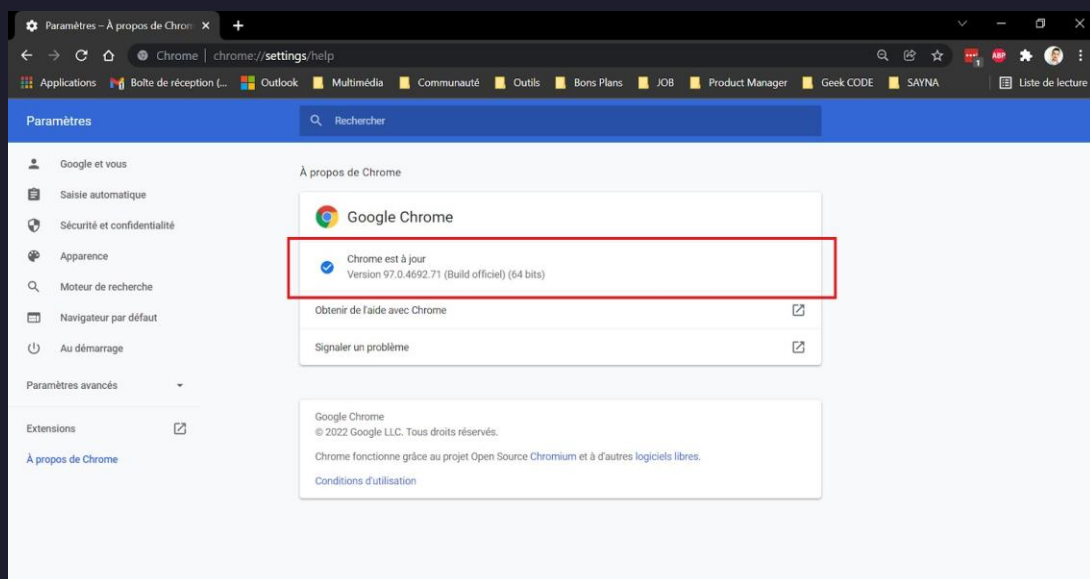 Paramètres – À propos de Chrom
Chrome | chrome://settings/help
1
ABP
Applications
Boîte de réception (...
Outlook
Multimédia
Communauté
Outils
Bons Plans
JOB
Product Manager
Geek CODE
SAYNA
Liste de lecture
Paramètres
Rechercher
Google et vous
Saisie automatique
Sécurité et confidentialité
Apparence
Moteur de recherche
Navigateur par défaut
Au démarrage
Paramètres avancés
Extensions
À propos de Chrome
À propos de Chrome
Google Chrome
Chrome est à jour
Version 97.0.4692.71 (Build officiel) (64 bits)
Obtenir de l'aide avec Chrome
Signaler un problème
Google Chrome
© 2022 Google LLC. Tous droits réservés.
Chrome fonctionne grâce au projet Open Source Chromium et à d'autres logiciels libres.
Conditions d'utilisation